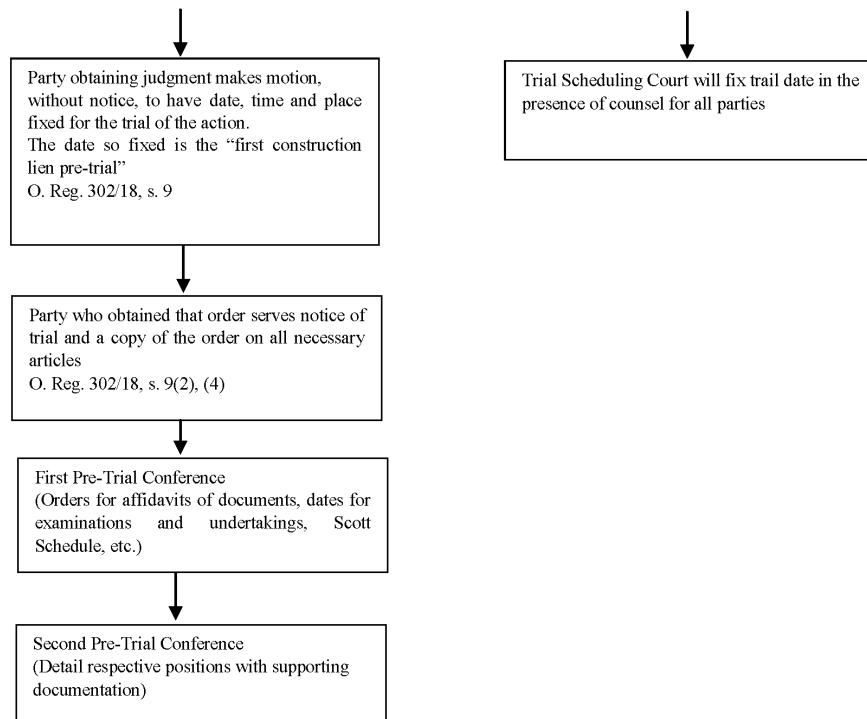 Party obtaining judgment makes motion,
without notice, to have date, time and place
fixed for the trial of the action.
The date so fixed is the “first construction
lien pre-trial”
O. Reg. 302/18, s. 9
Party who obtained that order serves notice of
trial and a copy of the order on all necessary
articles
O. Reg. 302/18, s. 9(2), (4)
First Pre-Trial Conference
(Orders for affidavits of documents, dates for
examinations and undertakings, Scott
Schedule, etc.)
Second Pre-Trial Conference
(Detail respective positions with supporting
documentation)
Trial Scheduling Court will fix trail date in the
presence of counsel for all parties